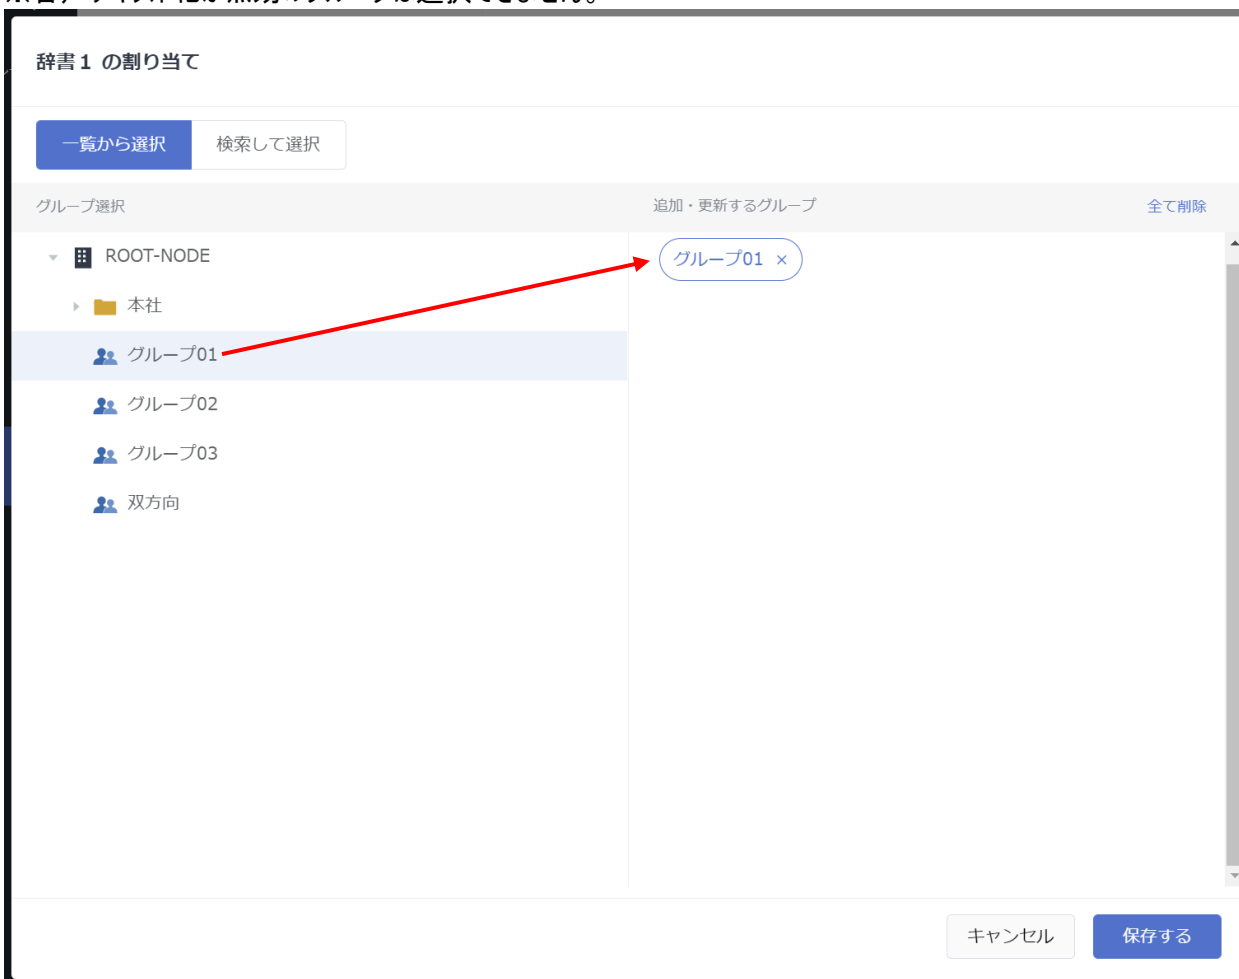 辞書１ の割り当て
一覧から選択 検索して選択
グループ選択 追加・更新するグループ 全て削除
ROOT-NODE
グループ01 ×
本社
グループ01
グループ02
グループ03
双方向
キャンセル 保存する